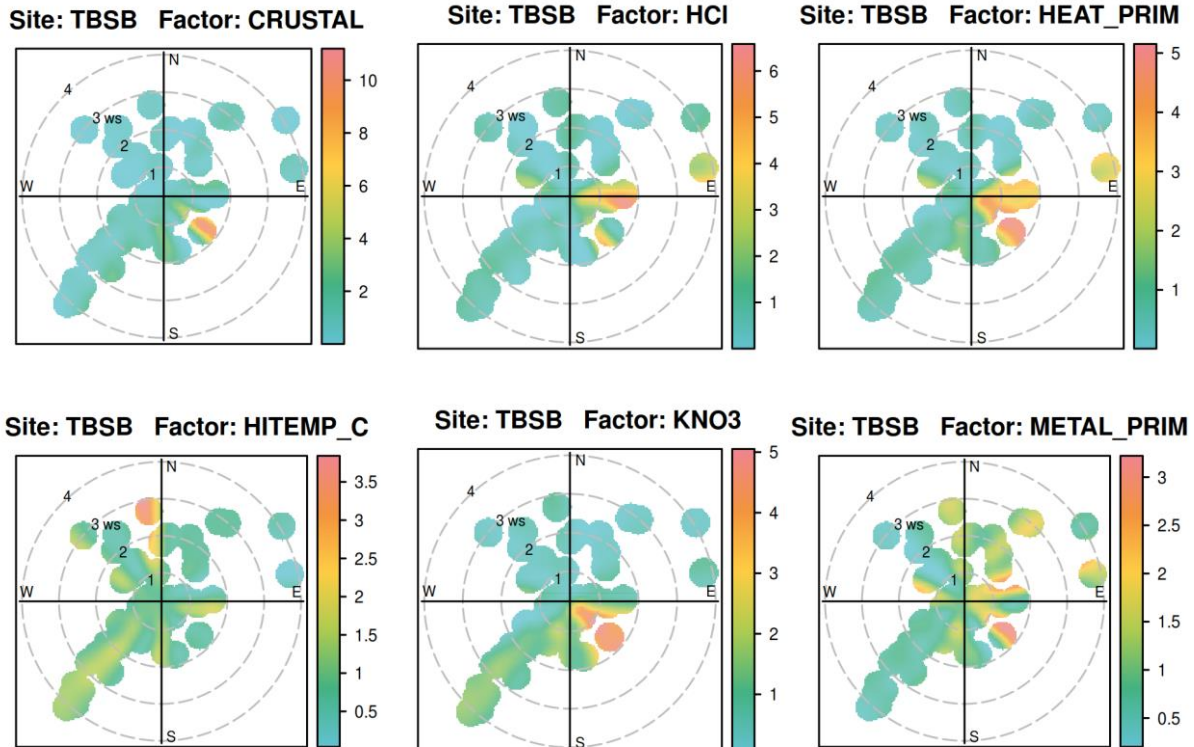 Site: TBSB Factor: CRUSTAL
N
4
3 ws
2
1
W
E
S
10
8
6
4
2
Site: TBSB Factor: HCl
N
4
3 ws
2
1
W
E
S
6
5
4
3
2
1
Site: TBSB Factor: HEAT_PRIM
N
4
3 ws
2
1
W
E
S
5
4
3
2
1
Site: TBSB Factor: HITEMP_C
N
4
3 ws
2
1
W
E
S
3.5
3
2.5
2
1.5
1
0.5
Site: TBSB Factor: KNO3
N
4
3 ws
2
1
W
E
S
5
4
3
2
1
Site: TBSB Factor: METAL_PRIM
N
4
3 ws
2
1
W
E
S
3
2.5
2
1.5
1
0.5